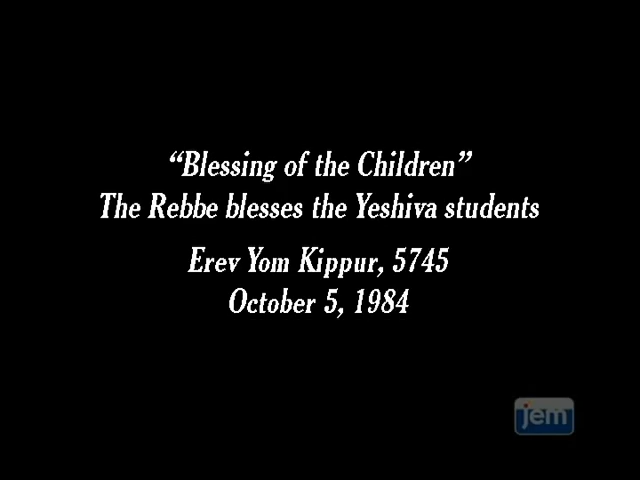 “Blessing of the Children”
The Rebbe blesses the Yeshiva students
Erev Yom Kippur, 5745
October 5, 1984
jem